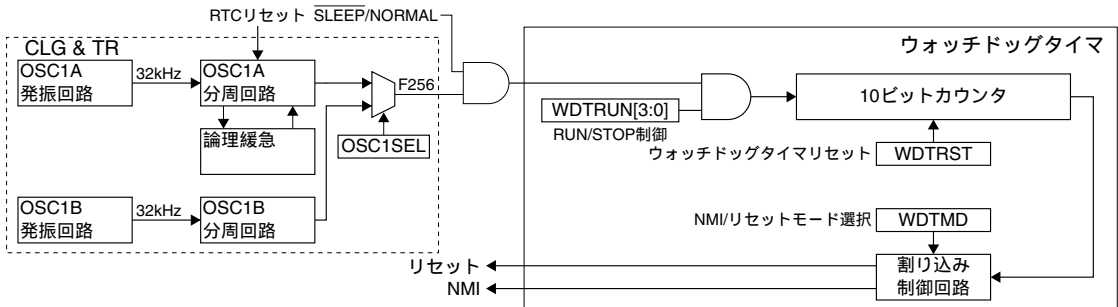 RTCリセット SLEEP/NORMAL
CLG & TR
ウォッチドッグタイマ
OSC1A
発振回路
32kHz
OSC1A
分周回路
F256
論理緩急
OSC1SEL
WDTRUN[3:0]
RUN/STOP制御
10ビットカウンタ
ウォッチドッグタイマリセット
WDTRST
OSC1B
発振回路
32kHz
OSC1B
分周回路
NMI/リセットモード選択
WDTMD
リセット
NMI
割り込み
制御回路